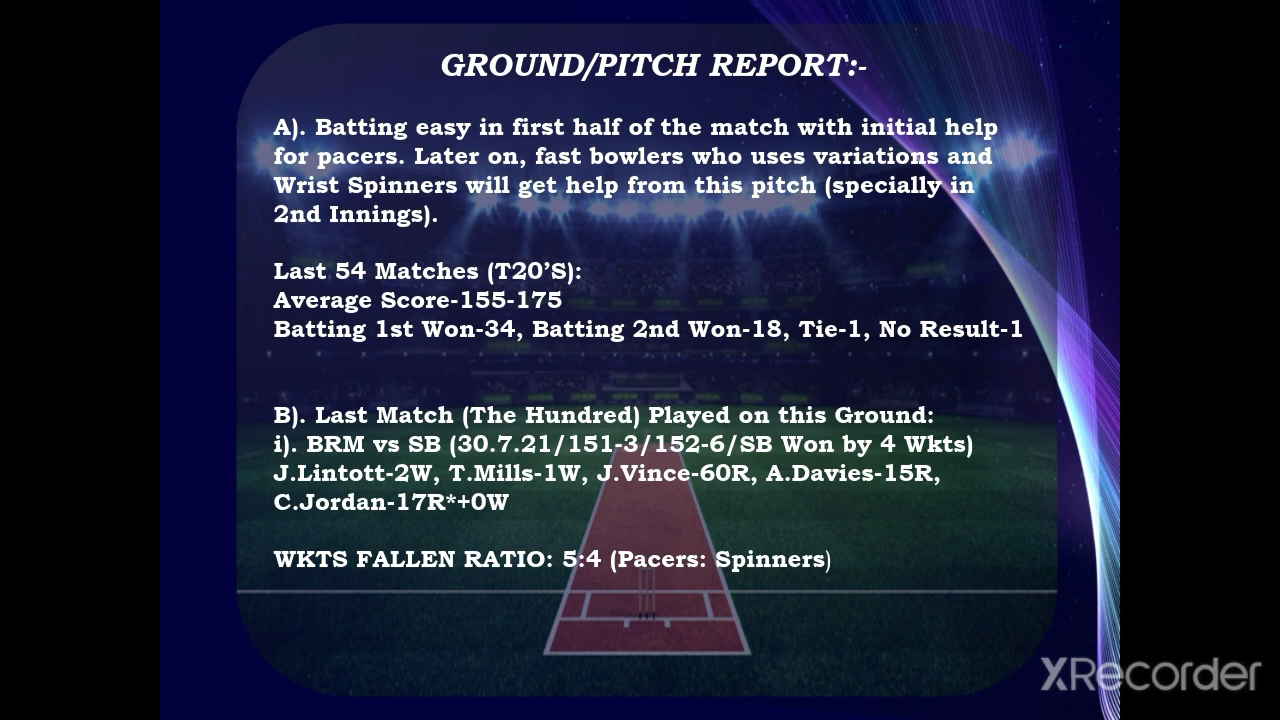 GROUND/PITCH REPORT:-
A). Batting easy in first half of the match with initial help
for pacers. Later on, fast bowlers who uses variations and
Wrist Spinners will get help from this pitch (specially in
2nd Innings).
Last 54 Matches (T20’S):
Average Score-155-175
Batting 1st Won-34, Batting 2nd Won-18, Tie-1, No Result-1
B). Last Match (The Hundred) Played on this Ground:
i). BRM vs SB (30.7.21/151-3/152-6/SB Won by 4 Wkts)
J.Lintott-2W, T.Mills-1W, J.Vince-60R, A.Davies-15R,
C.Jordan-17R*+0W
WKTS FALLEN RATIO: 5:4 (Pacers: Spinners)
XRecorder